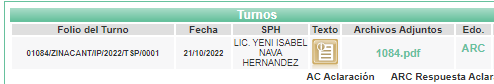 Turnos
Folio del Turno Fecha SPH Texto Archivos Adjuntos Edo.
01084/ZINACANT/IP/2022/TSP/0001 21/10/2022 LIC. YENI ISABEL NAVA HERNANDEZ 1084.pdf ARC
AC Aclaración ARC Respuesta Aclar